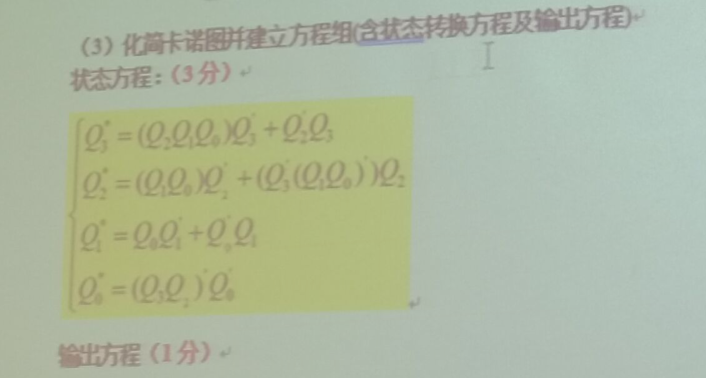 （3）化简卡诺图并建立方程组(含状态转换方程及输出方程)
状态方程：（3分）
Q₃* = (Q₂Q₁Q₀)Q₃' + Q₂'Q₃
Q₂* = (Q₁Q₀)Q₂' + (Q₃'(Q₁Q₀)')Q₂
Q₁* = Q₀Q₁' + Q₀'Q₁
Q₀* = (Q₃Q₂)'Q₀'
输出方程（1分）